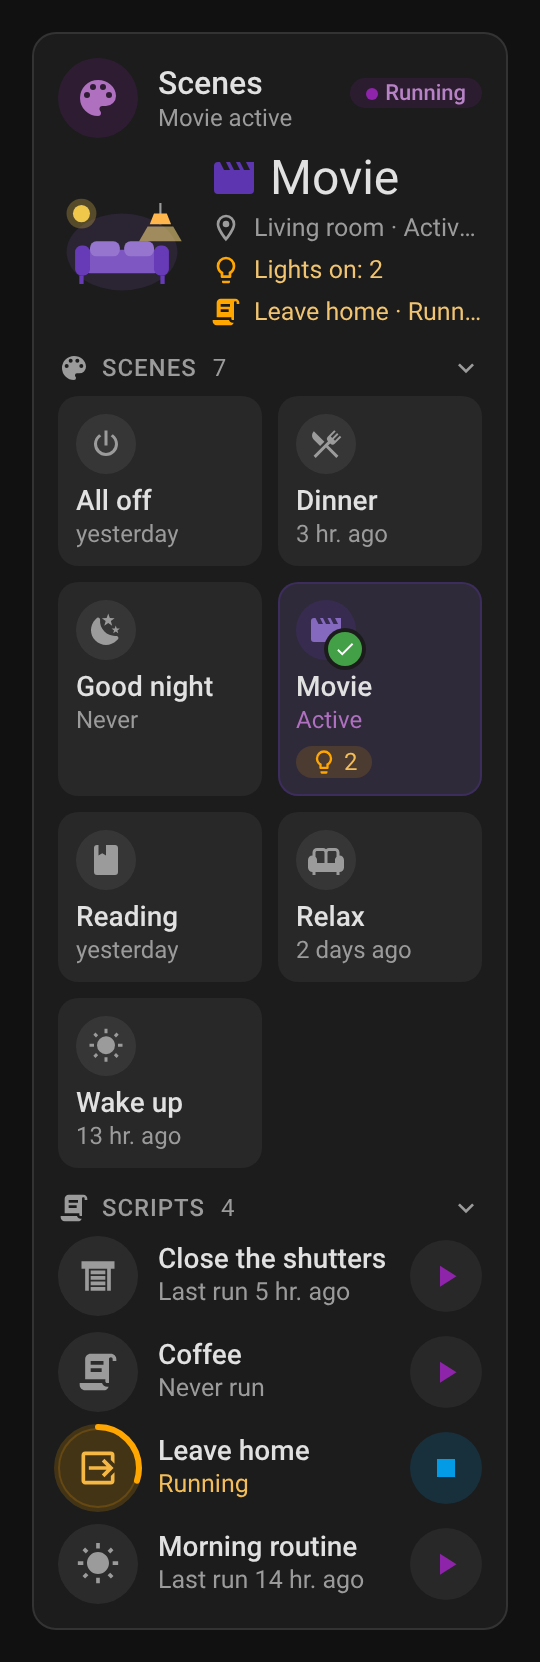 Scenes
Movie active
Running
Movie
Living room · Activ...
Lights on: 2
Leave home · Runn...
SCENES 7
All off
yesterday
Dinner
3 hr. ago
Good night
Never
Movie
Active
2
Reading
yesterday
Relax
2 days ago
Wake up
13 hr. ago
SCRIPTS 4
Close the shutters
Last run 5 hr. ago
Coffee
Never run
Leave home
Running
Morning routine
Last run 14 hr. ago